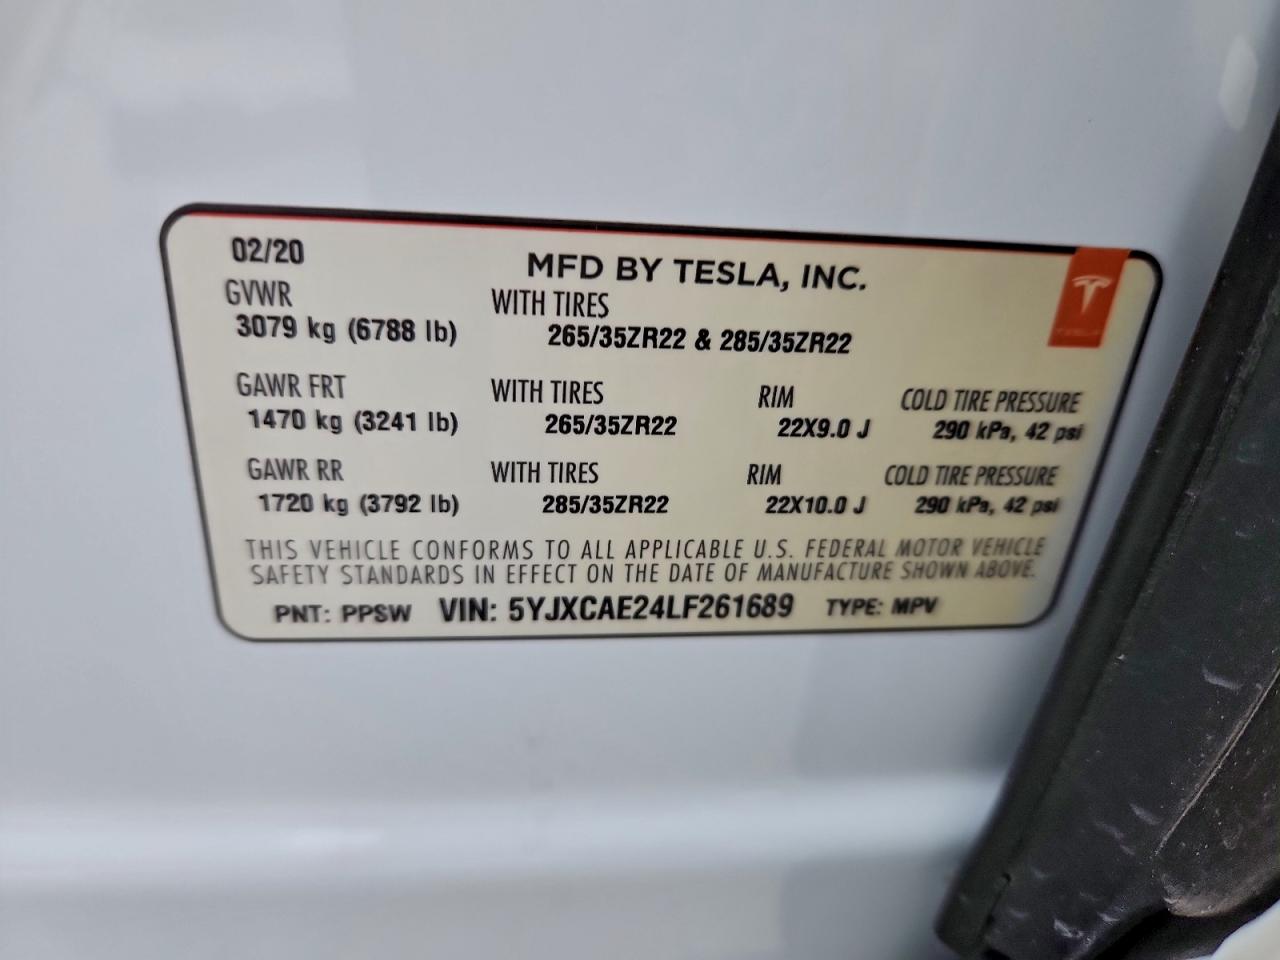 02/20
MFD BY TESLA, INC.
GVWR
3079 kg (6788 lb)
WITH TIRES
265/35ZR22 & 285/35ZR22
GAWR FRT WITH TIRES RIM COLD TIRE PRESSURE
1470 kg (3241 lb) 265/35ZR22 22X9.0 J 290 kPa, 42 psi
GAWR RR WITH TIRES RIM COLD TIRE PRESSURE
1720 kg (3792 lb) 285/35ZR22 22X10.0 J 290 kPa, 42 psi
THIS VEHICLE CONFORMS TO ALL APPLICABLE U.S. FEDERAL MOTOR VEHICLE
SAFETY STANDARDS IN EFFECT ON THE DATE OF MANUFACTURE SHOWN ABOVE.
PNT: PPSW VIN: 5YJXCAE24LF261689 TYPE: MPV